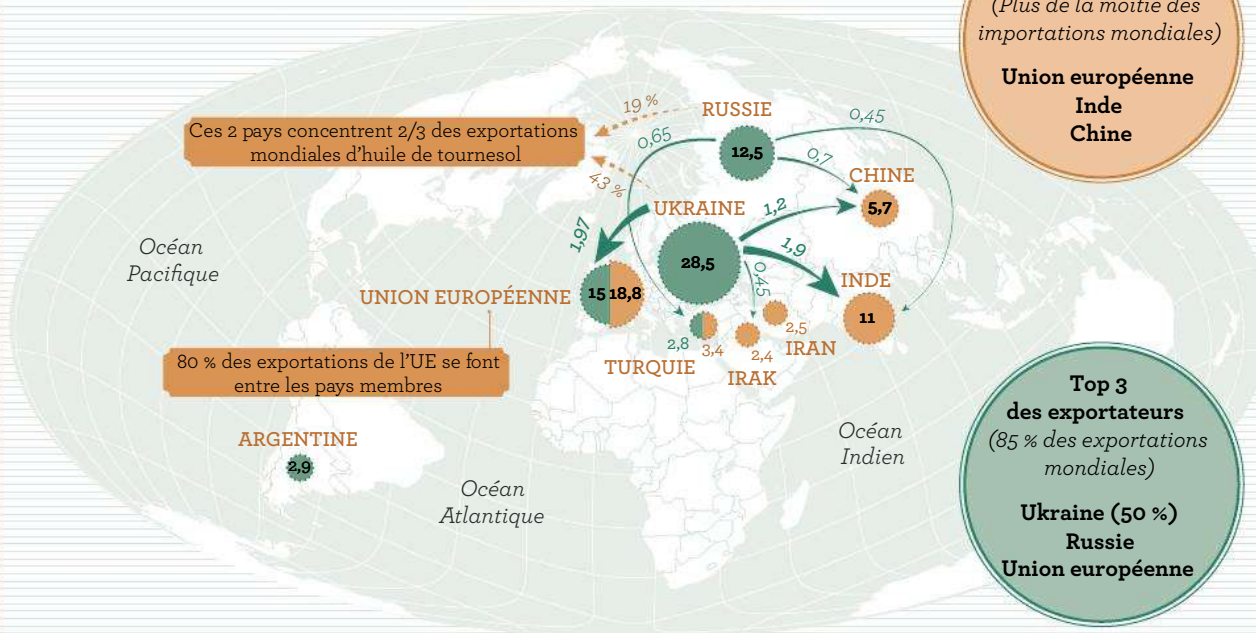 (Plus de la moitié des
importations mondiales)
Union européenne
Inde
Chine
19 %
RUSSIE
12,5
0,65
0,45
0,7
Ces 2 pays concentrent 2/3 des exportations
mondiales d’huile de tournesol
43 %
CHINE
5,7
UKRAINE
28,5
1,2
1,97
1,9
0,45
Océan
Pacifique
UNION EUROPÉENNE
15 18,8
INDE
11
2,8
3,4
TURQUIE
2,4
IRAK
2,5
IRAN
80 % des exportations de l’UE se font
entre les pays membres
ARGENTINE
2,9
Océan
Atlantique
Océan
Indien
Top 3
des exportateurs
(85 % des exportations
mondiales)
Ukraine (50 %)
Russie
Union européenne